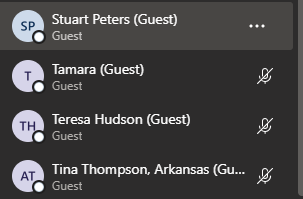 SP
Stuart Peters (Guest)
Guest
T
Tamara (Guest)
Guest
TH
Teresa Hudson (Guest)
Guest
AT
Tina Thompson, Arkansas (Gu...
Guest